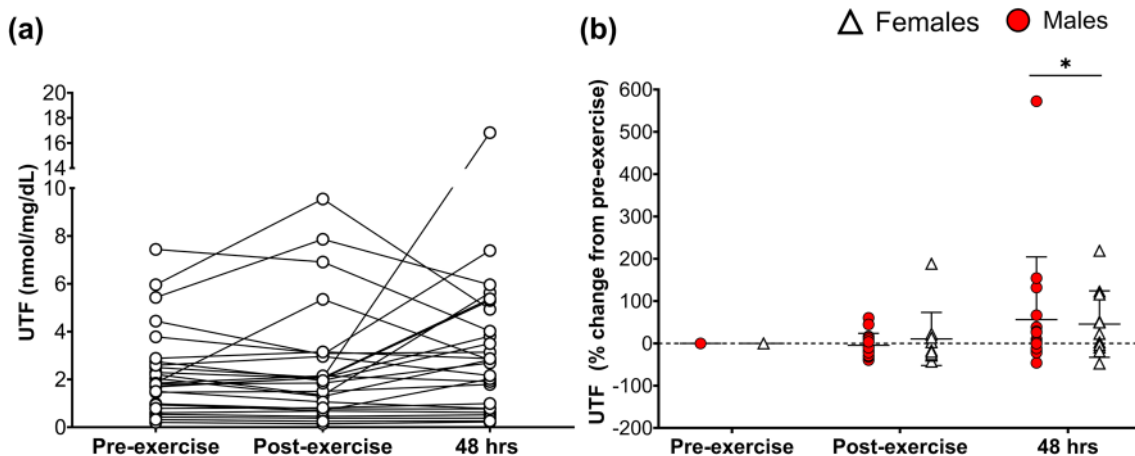 (a)
UTF (nmol/mg/dL)
20
18
16
14
10
8
6
4
2
0
Pre-exercise Post-exercise 48 hrs
(b)
Females Males
UTF (% change from pre-exercise)
600
500
400
300
200
100
0
-100
-200
*
Pre-exercise Post-exercise 48 hrs